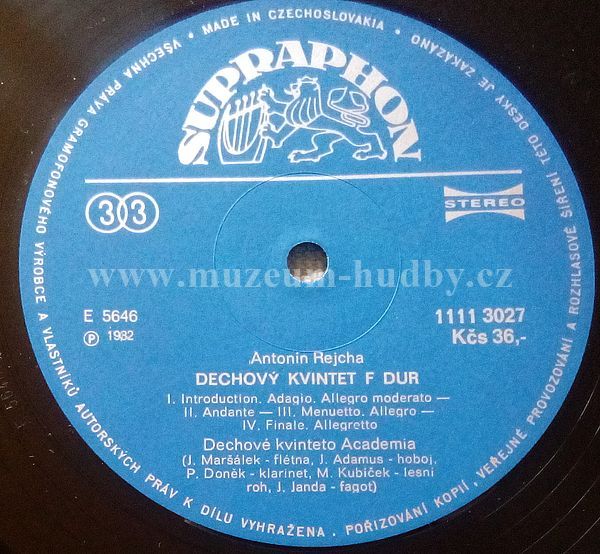 VŠECHNA PRÁVA GRAMOFONOVÉHO VÝROBCE A VLASTNÍKŮ AUTORSKÝCH PRÁV K DÍLU VYHRAŽENA . POŘIZOVÁNÍ KOPIÍ . VEŘEJNÉ PROVOZOVÁNÍ A ROZHLASOVÉ ŠÍŘENÍ TÉTO DESKY JE ZAKÁZÁNO
• MADE IN CZECHOSLOVAKIA •
SUPRAPHON
33
STEREO
www.muzeum-hudby.cz
E 5646
1111 3027
Ⓟ 1982
Kčs 36,-
Antonín Rejcha
DECHOVÝ KVINTET F DUR
I. Introduction. Adagio. Allegro moderato —
II. Andante — III. Menuetto. Allegro —
IV. Finale. Allegretto
Dechové kvinteto Academia
(J. Maršálek - flétna, J. Adamus - hoboj,
P. Doněk - klarinet, M. Kubíček - lesní
roh, J. Janda - fagot)